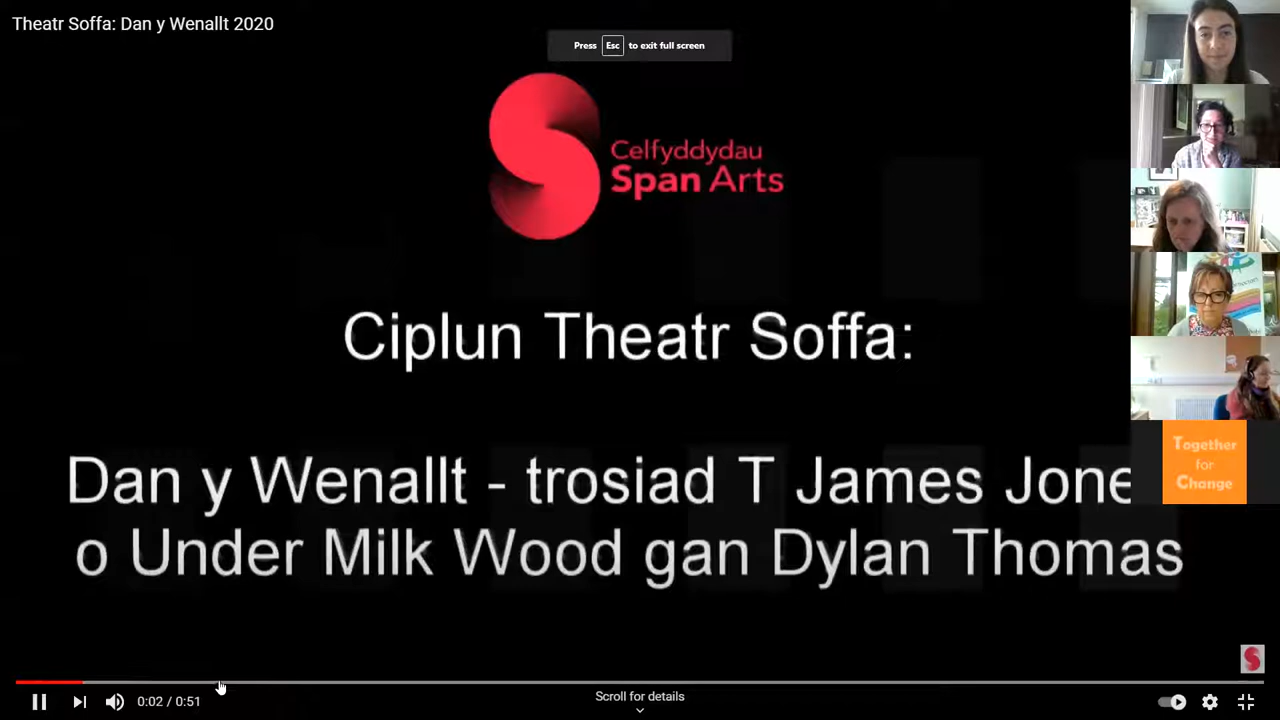 Theatr Soffa: Dan y Wenallt 2020
Press Esc to exit full screen
Celfyddydau
Span Arts
Ciplun Theatr Soffa:
Dan y Wenallt - trosiad T James Jone
o Under Milk Wood gan Dylan Thomas
Together
for
Change
0:02 / 0:51
Scroll for details